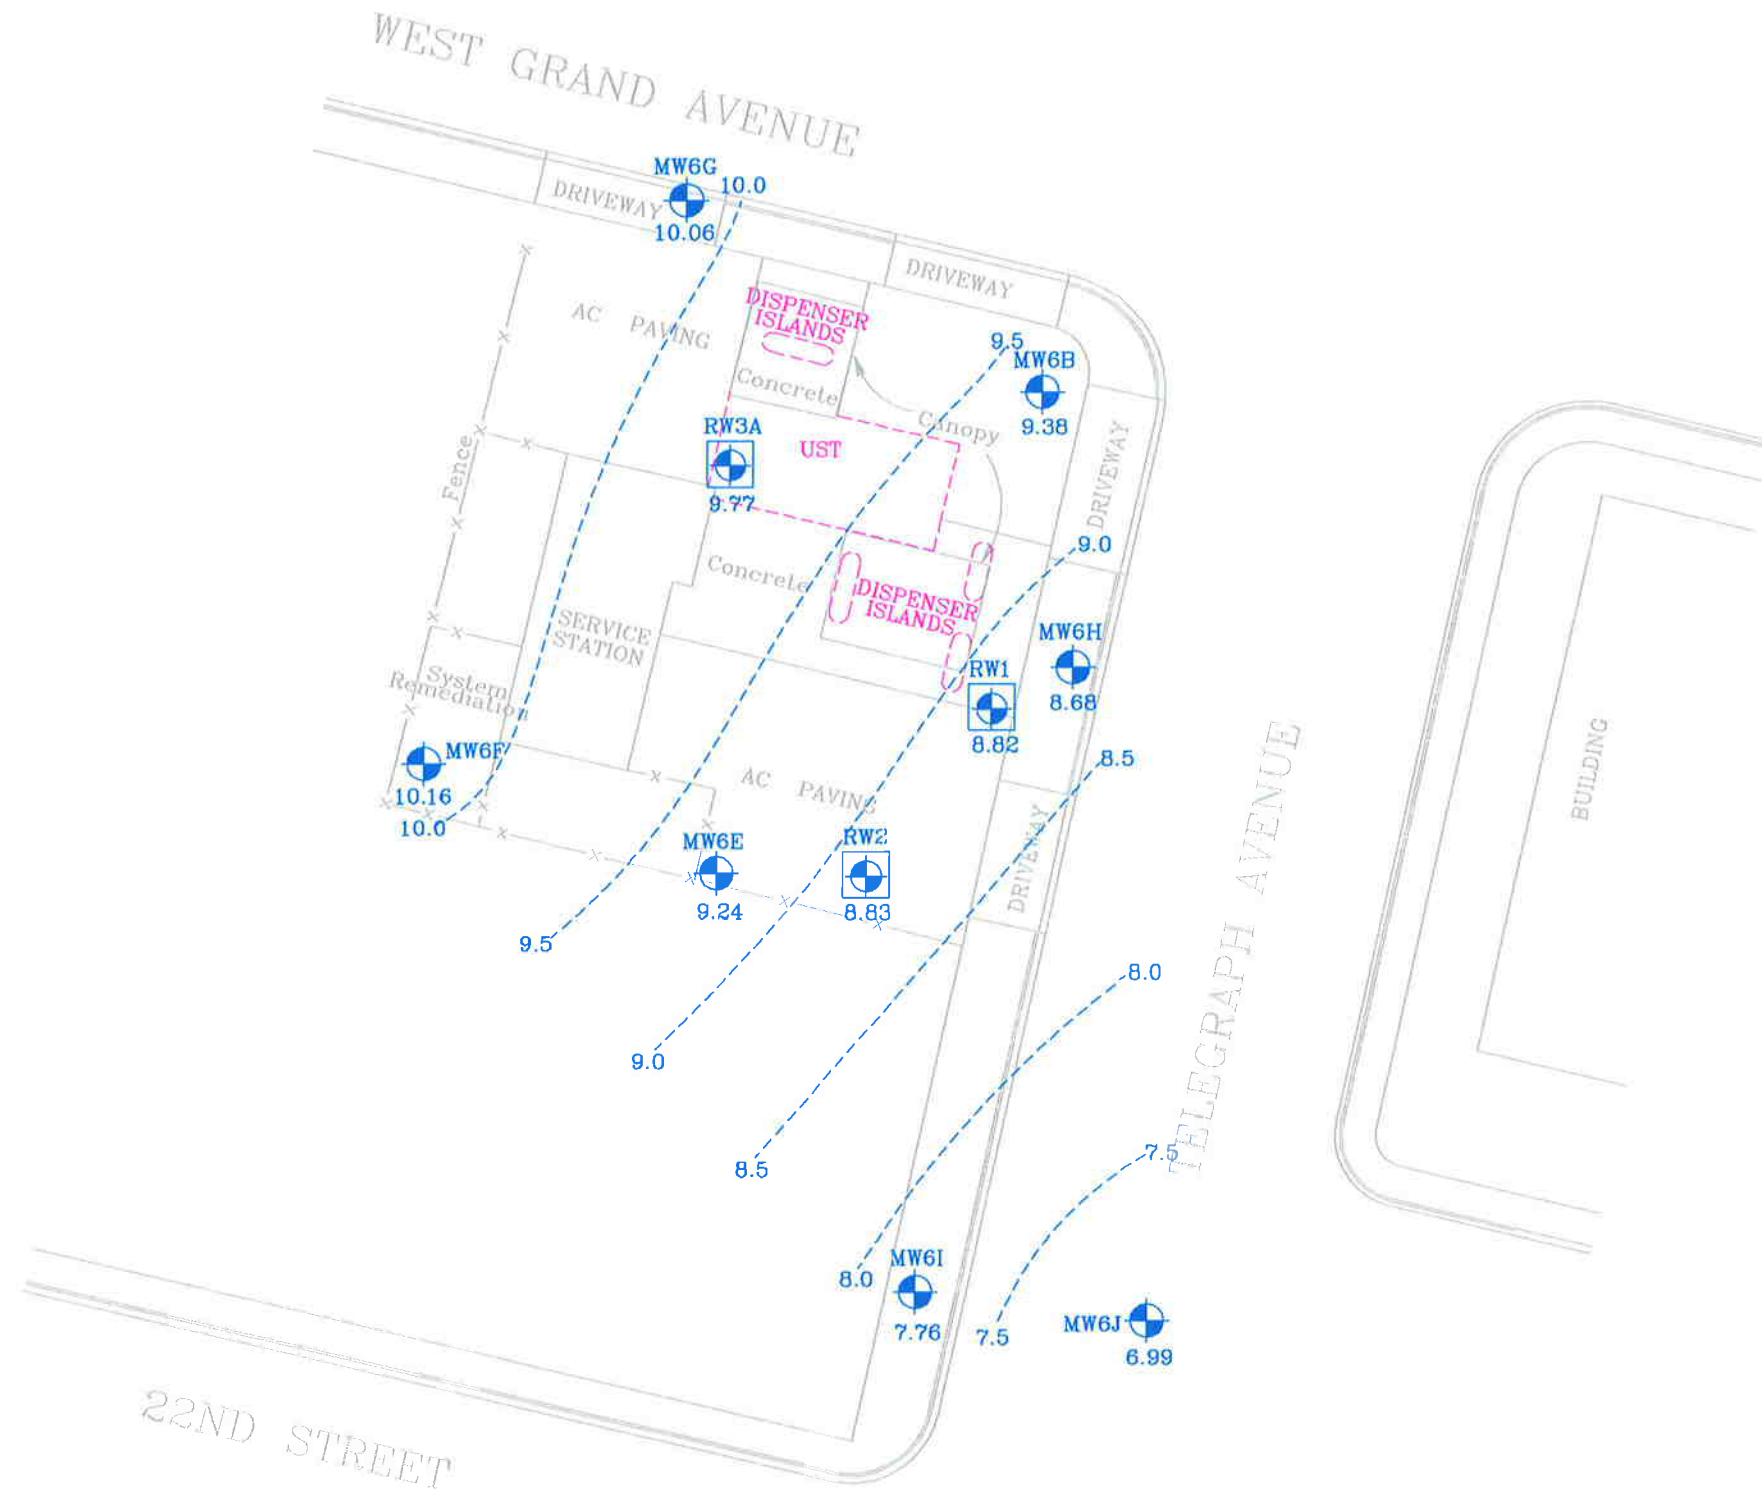 WEST GRAND AVENUE
MW6G
10.0
DRIVEWAY
10.06
DRIVEWAY
DISPENSER
ISLANDS
AC PAVING
9.5
MW6B
Concrete
9.38
Canopy
RW3A
UST
DRIVEWAY
Fence
9.77
9.0
Concrete
DISPENSER
ISLANDS
SERVICE
STATION
MW6H
RW1
System
Remediation
8.68
8.82
MW6F
8.5
AC PAVING
BUILDING
10.16
10.0
MW6E
RW2
DRIVEWAY
TELEGRAPH AVENUE
9.24
8.83
9.5
8.0
9.0
7.5
8.5
MW6I
8.0
7.76
7.5
MW6J
6.99
22ND STREET